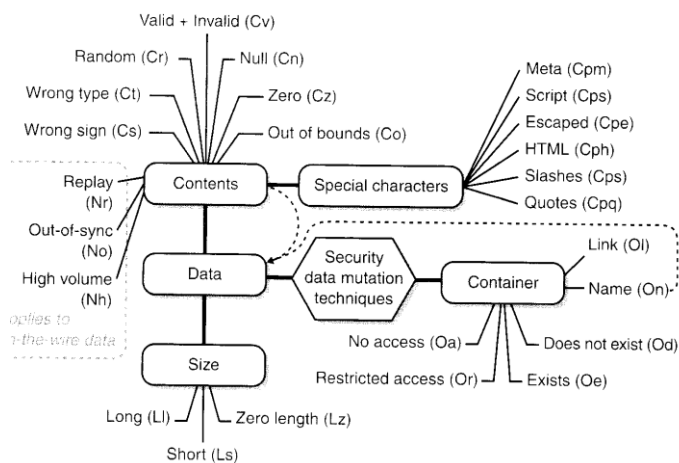 Valid + Invalid (Cv)
Random (Cr)
Null (Cn)
Wrong type (Ct)
Zero (Cz)
Wrong sign (Cs)
Out of bounds (Co)
Meta (Cpm)
Script (Cps)
Escaped (Cpe)
HTML (Cph)
Slashes (Cps)
Quotes (Cpq)
Replay
(Nr)
Contents
Special characters
Out-of-sync
(No)
High volume
(Nh)
Data
Security
data mutation
techniques
Container
Link (Ol)
Name (On)
to
data
No access (Oa)
Does not exist (Od)
Restricted access (Or)
Exists (Oe)
Size
Long (Ll)
Zero length (Lz)
Short (Ls)